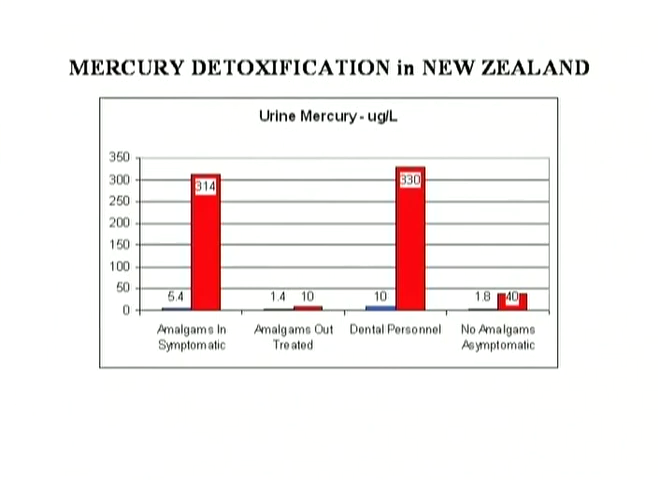 MERCURY DETOXIFICATION in NEW ZEALAND
Urine Mercury - ug/L
350
300
250
200
150
100
50
0
5.4
314
1.4
10
10
330
1.8
40
Amalgams In
Symptomatic
Amalgams Out
Treated
Dental Personnel
No Amalgams
Asymptomatic